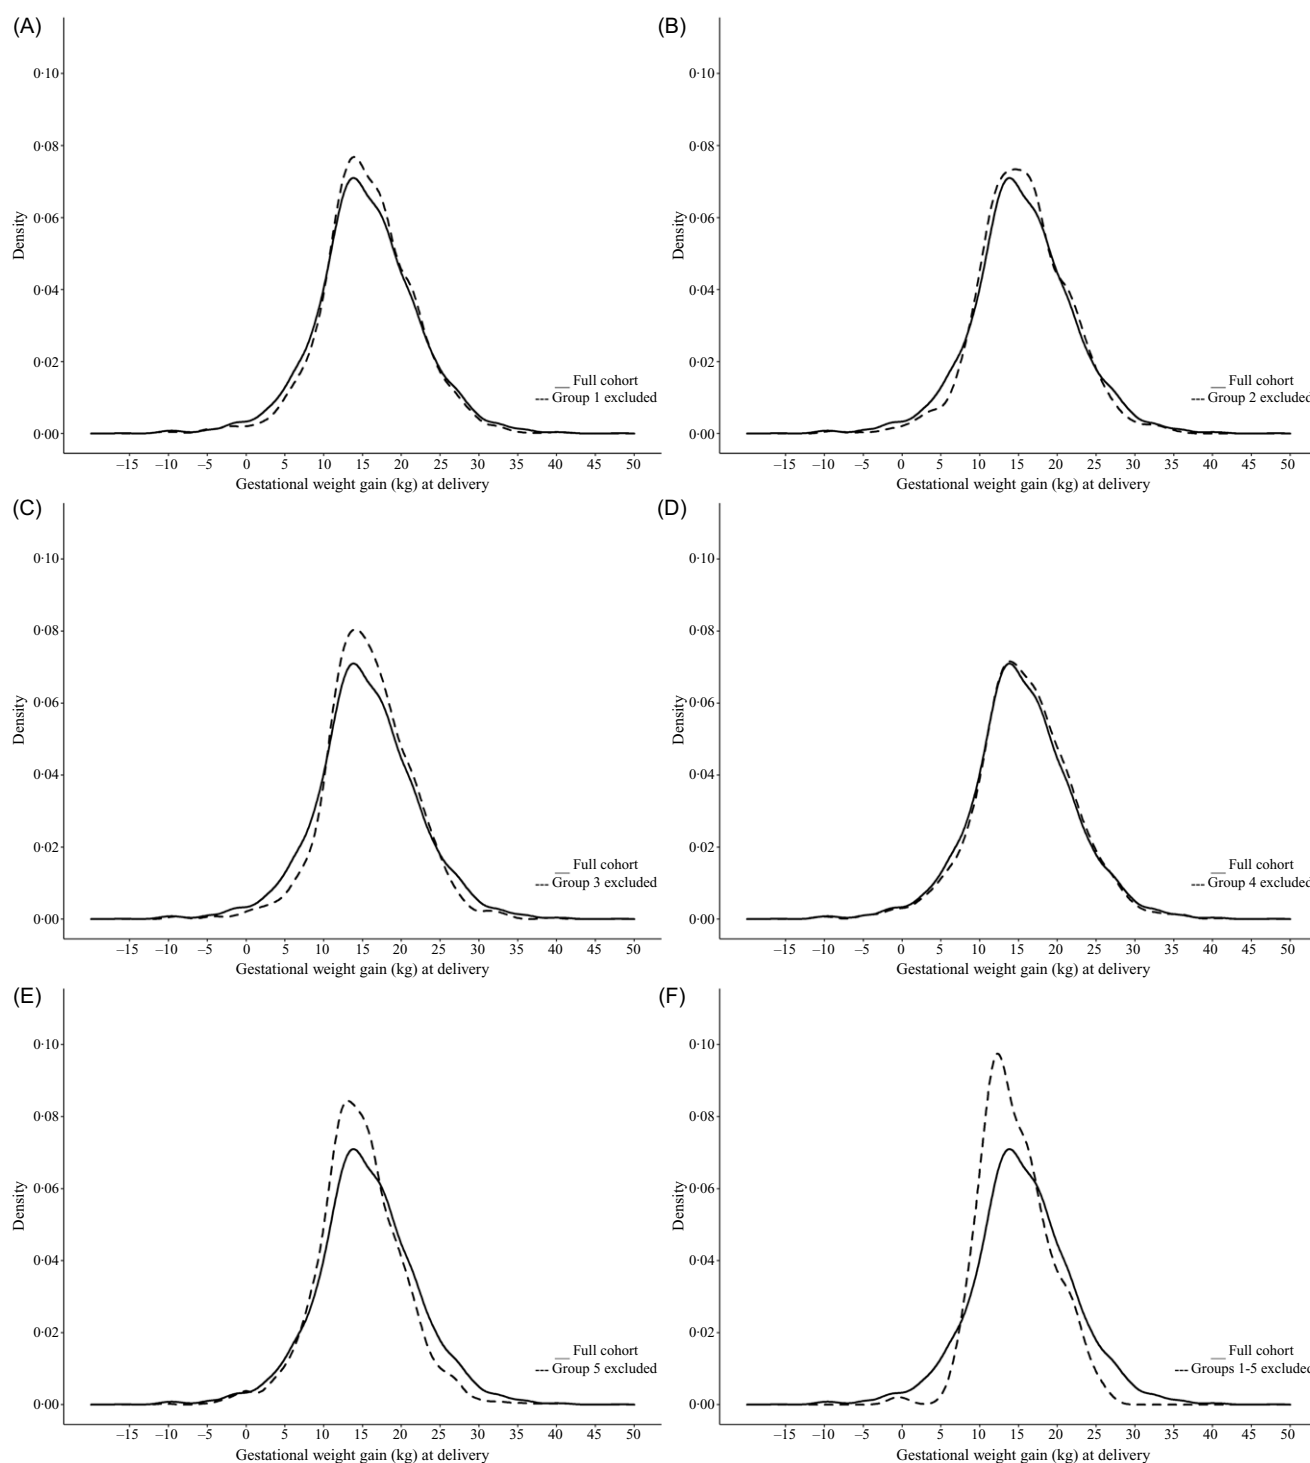 (A)
0·10
0·08
0·06
0·04
0·02
0·00
Density
Full cohort
Group 1 excluded
–15 –10 –5 0 5 10 15 20 25 30 35 40 45 50
Gestational weight gain (kg) at delivery
(B)
0·10
0·08
0·06
0·04
0·02
0·00
Density
Full cohort
Group 2 excluded
–15 –10 –5 0 5 10 15 20 25 30 35 40 45 50
Gestational weight gain (kg) at delivery
(C)
0·10
0·08
0·06
0·04
0·02
0·00
Density
Full cohort
Group 3 excluded
–15 –10 –5 0 5 10 15 20 25 30 35 40 45 50
Gestational weight gain (kg) at delivery
(D)
0·10
0·08
0·06
0·04
0·02
0·00
Density
Full cohort
Group 4 excluded
–15 –10 –5 0 5 10 15 20 25 30 35 40 45 50
Gestational weight gain (kg) at delivery
(E)
0·10
0·08
0·06
0·04
0·02
0·00
Density
Full cohort
Group 5 excluded
–15 –10 –5 0 5 10 15 20 25 30 35 40 45 50
Gestational weight gain (kg) at delivery
(F)
0·10
0·08
0·06
0·04
0·02
0·00
Density
Full cohort
Groups 1-5 excluded
–15 –10 –5 0 5 10 15 20 25 30 35 40 45 50
Gestational weight gain (kg) at delivery